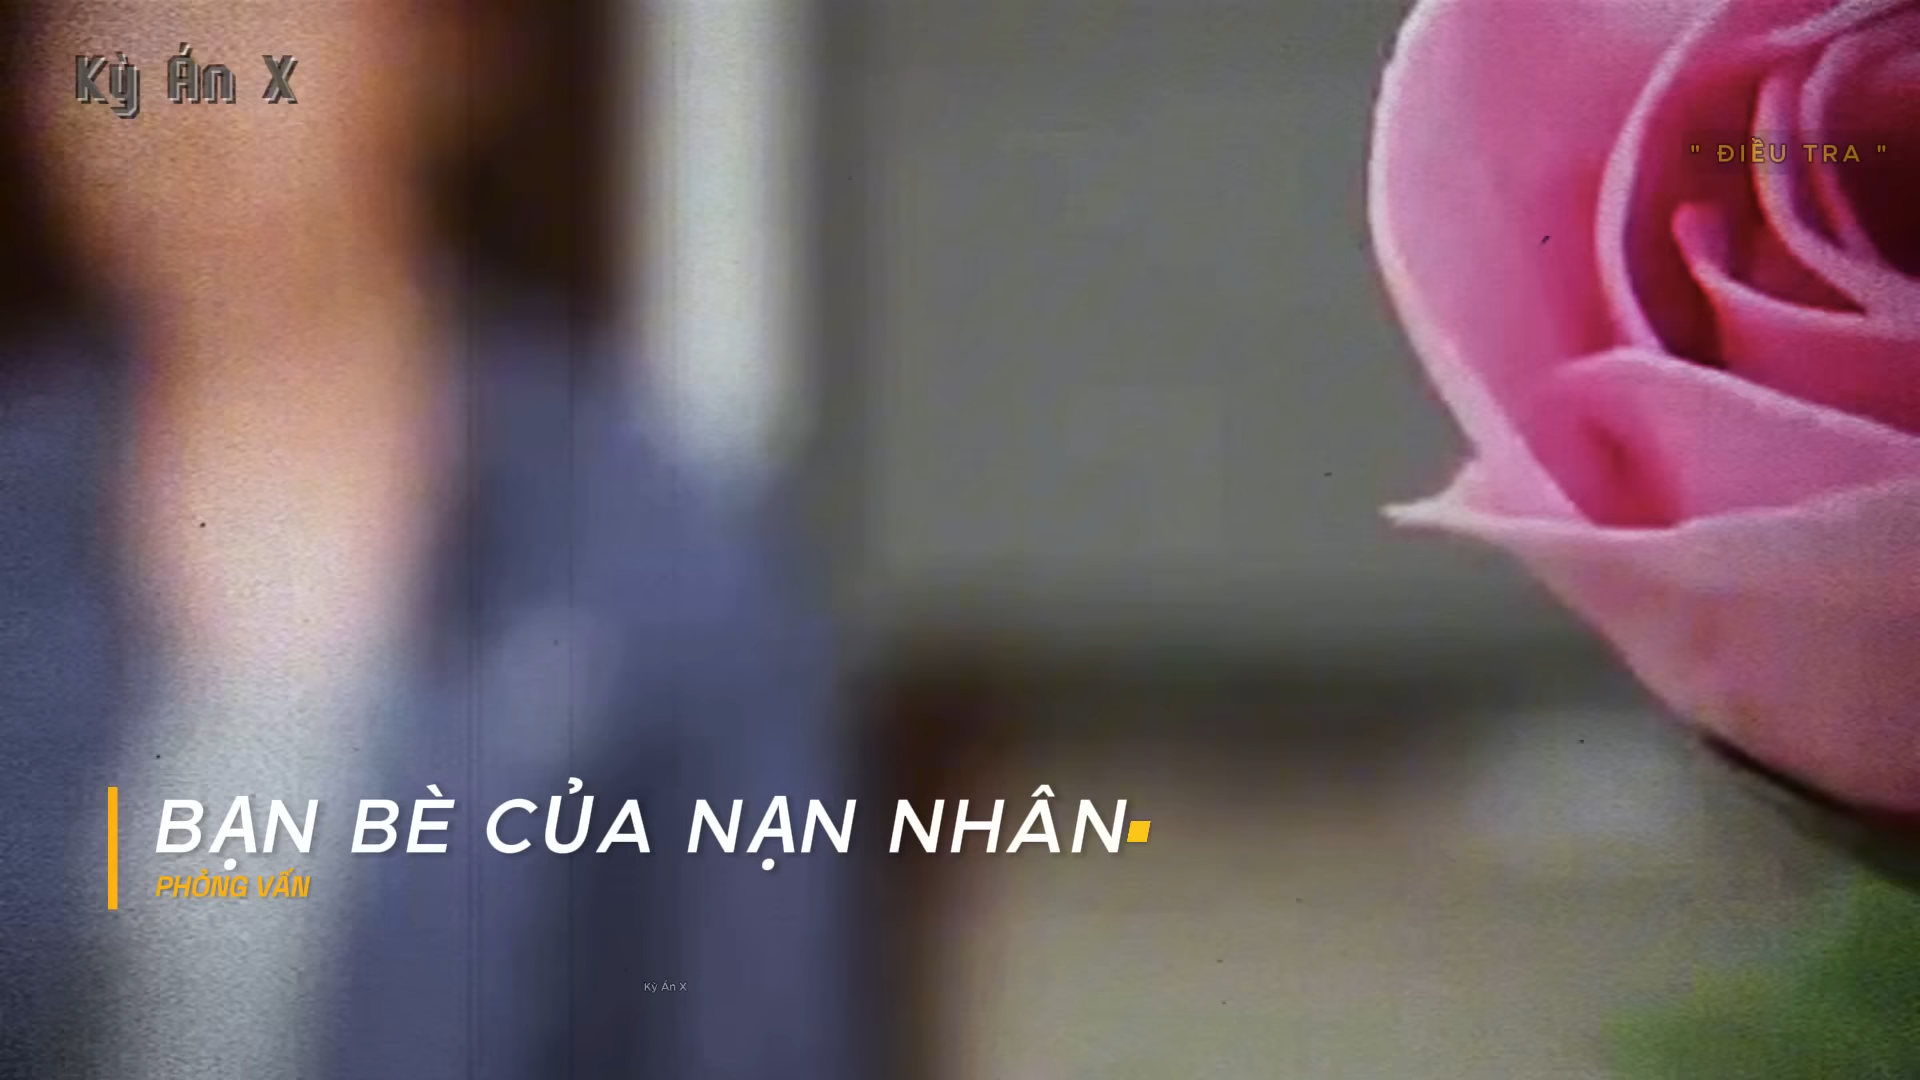 Kỳ Án X
" ĐIỀU TRA "
BẠN BÈ CỦA NẠN NHÂN
PHỎNG VẤN
Kỳ Án X